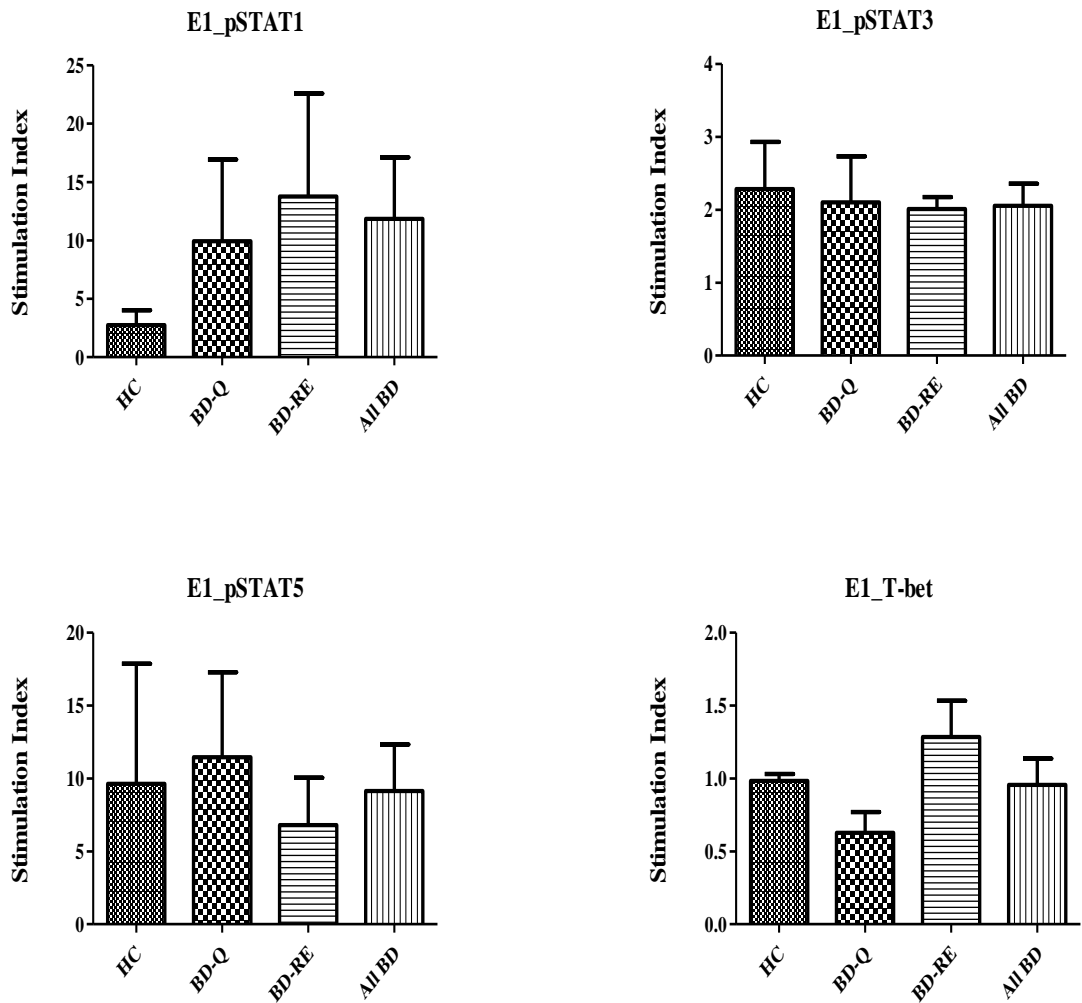 E1_pSTAT1
Stimulation Index
25
20
15
10
5
0
HC
BD-Q
BD-RE
All BD
E1_pSTAT3
Stimulation Index
4
3
2
1
0
HC
BD-Q
BD-RE
All BD
E1_pSTAT5
Stimulation Index
20
15
10
5
0
HC
BD-Q
BD-RE
All BD
E1_T-bet
Stimulation Index
2.0
1.5
1.0
0.5
0.0
HC
BD-Q
BD-RE
All BD